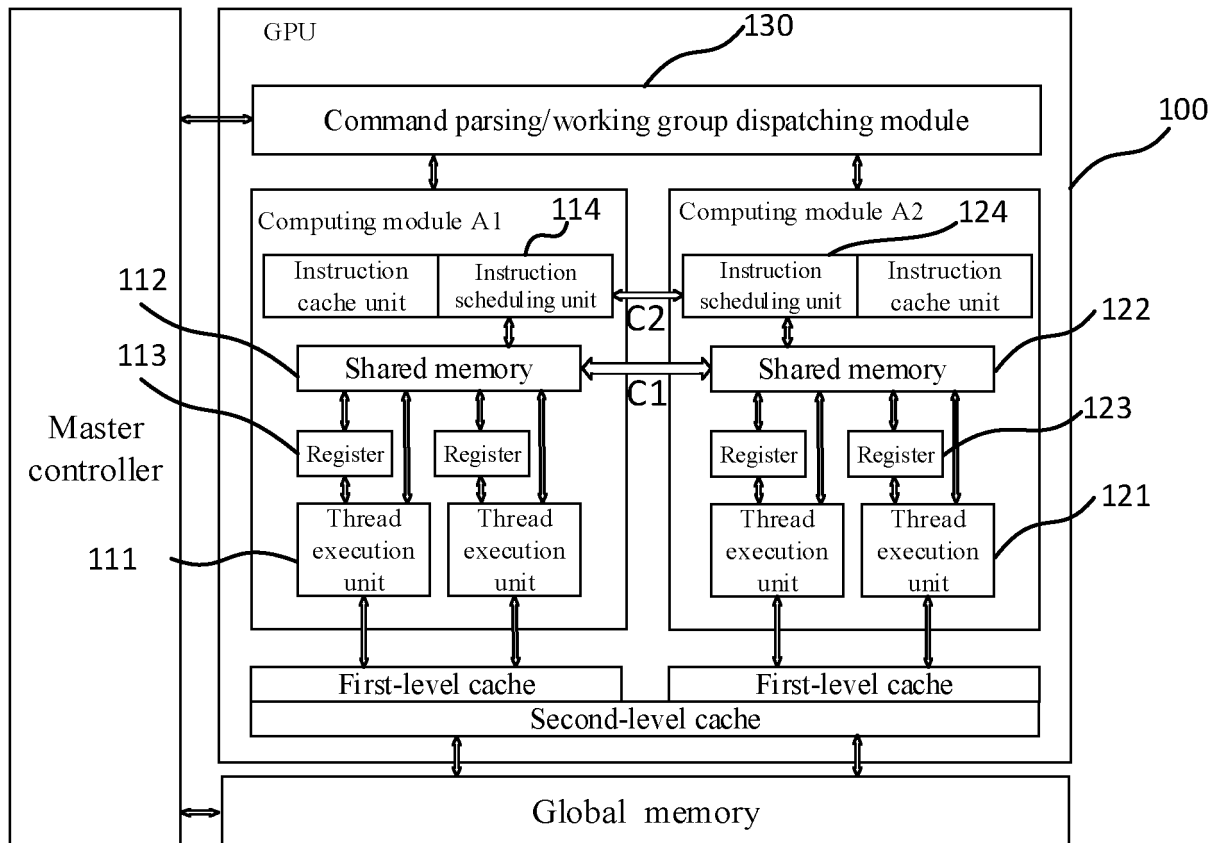 GPU
130
Command parsing/working group dispatching module
100
Computing module A1
114
Computing module A2
124
Instruction
cache unit
Instruction
scheduling unit
Instruction
scheduling unit
Instruction
cache unit
C2
112
122
Shared memory
C1
Shared memory
113
123
Master
controller
Register
Register
Register
Register
Thread
execution
unit
Thread
execution
unit
Thread
execution
unit
Thread
execution
unit
111
121
First-level cache
First-level cache
Second-level cache
Global memory